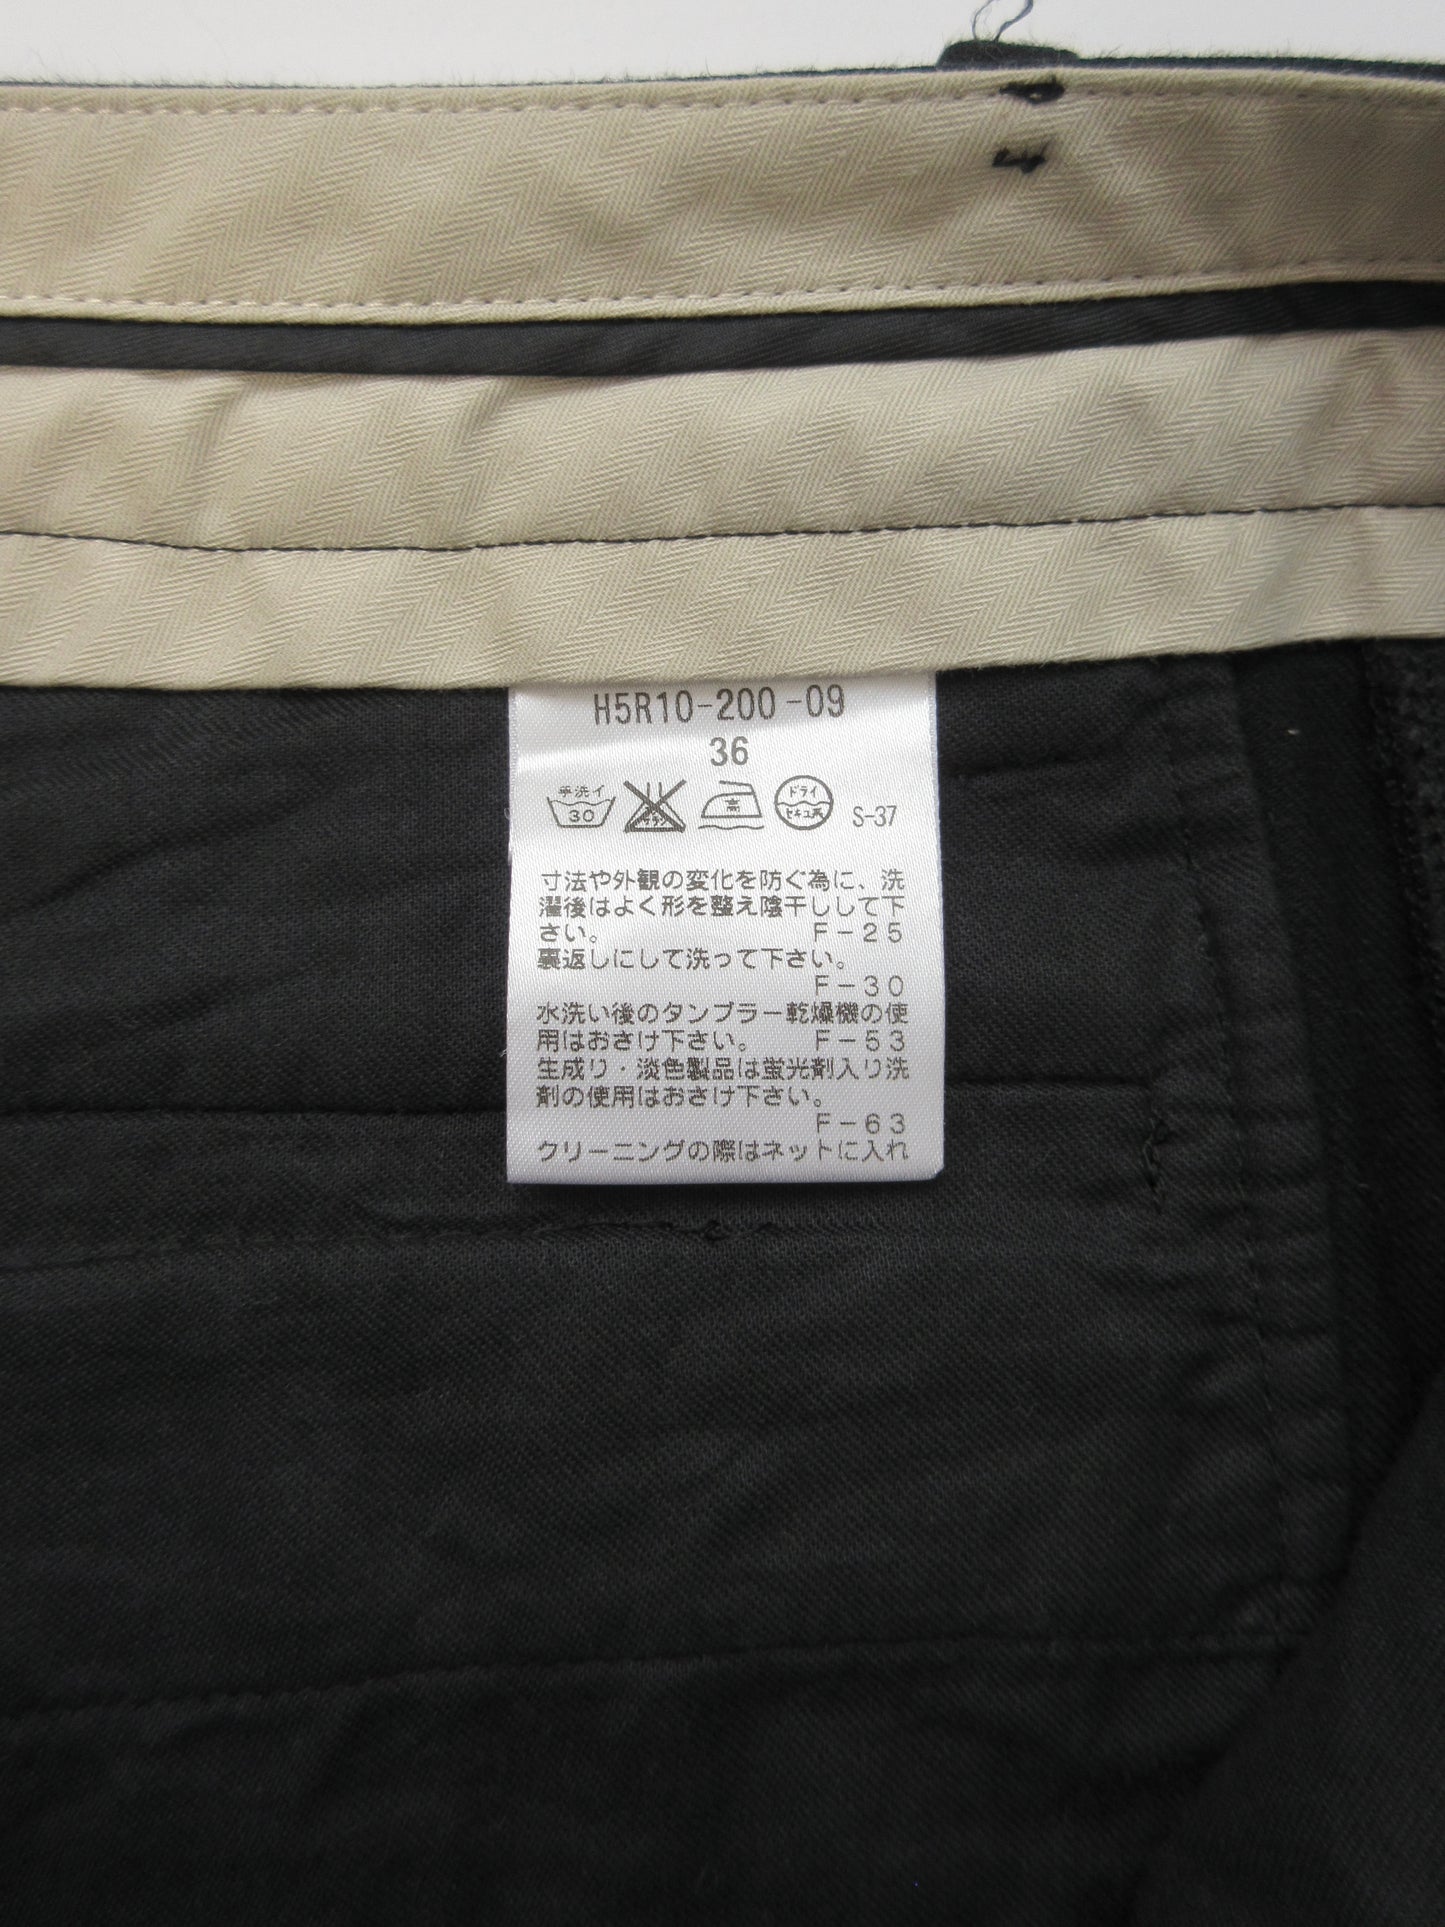 H5R10-200-09
36
手洗イ ドライ
30 高 セキユ系 S-37
寸法や外観の変化を防ぐ為に、洗
濯後はよく形を整え陰干しして下
さい。 F-25
裏返しにして洗って下さい。
F-30
水洗い後のタンブラー乾燥機の使
用はおさけ下さい。 F-53
生成り・淡色製品は蛍光剤入り洗
剤の使用はおさけ下さい。
F-63
クリーニングの際はネットに入れ